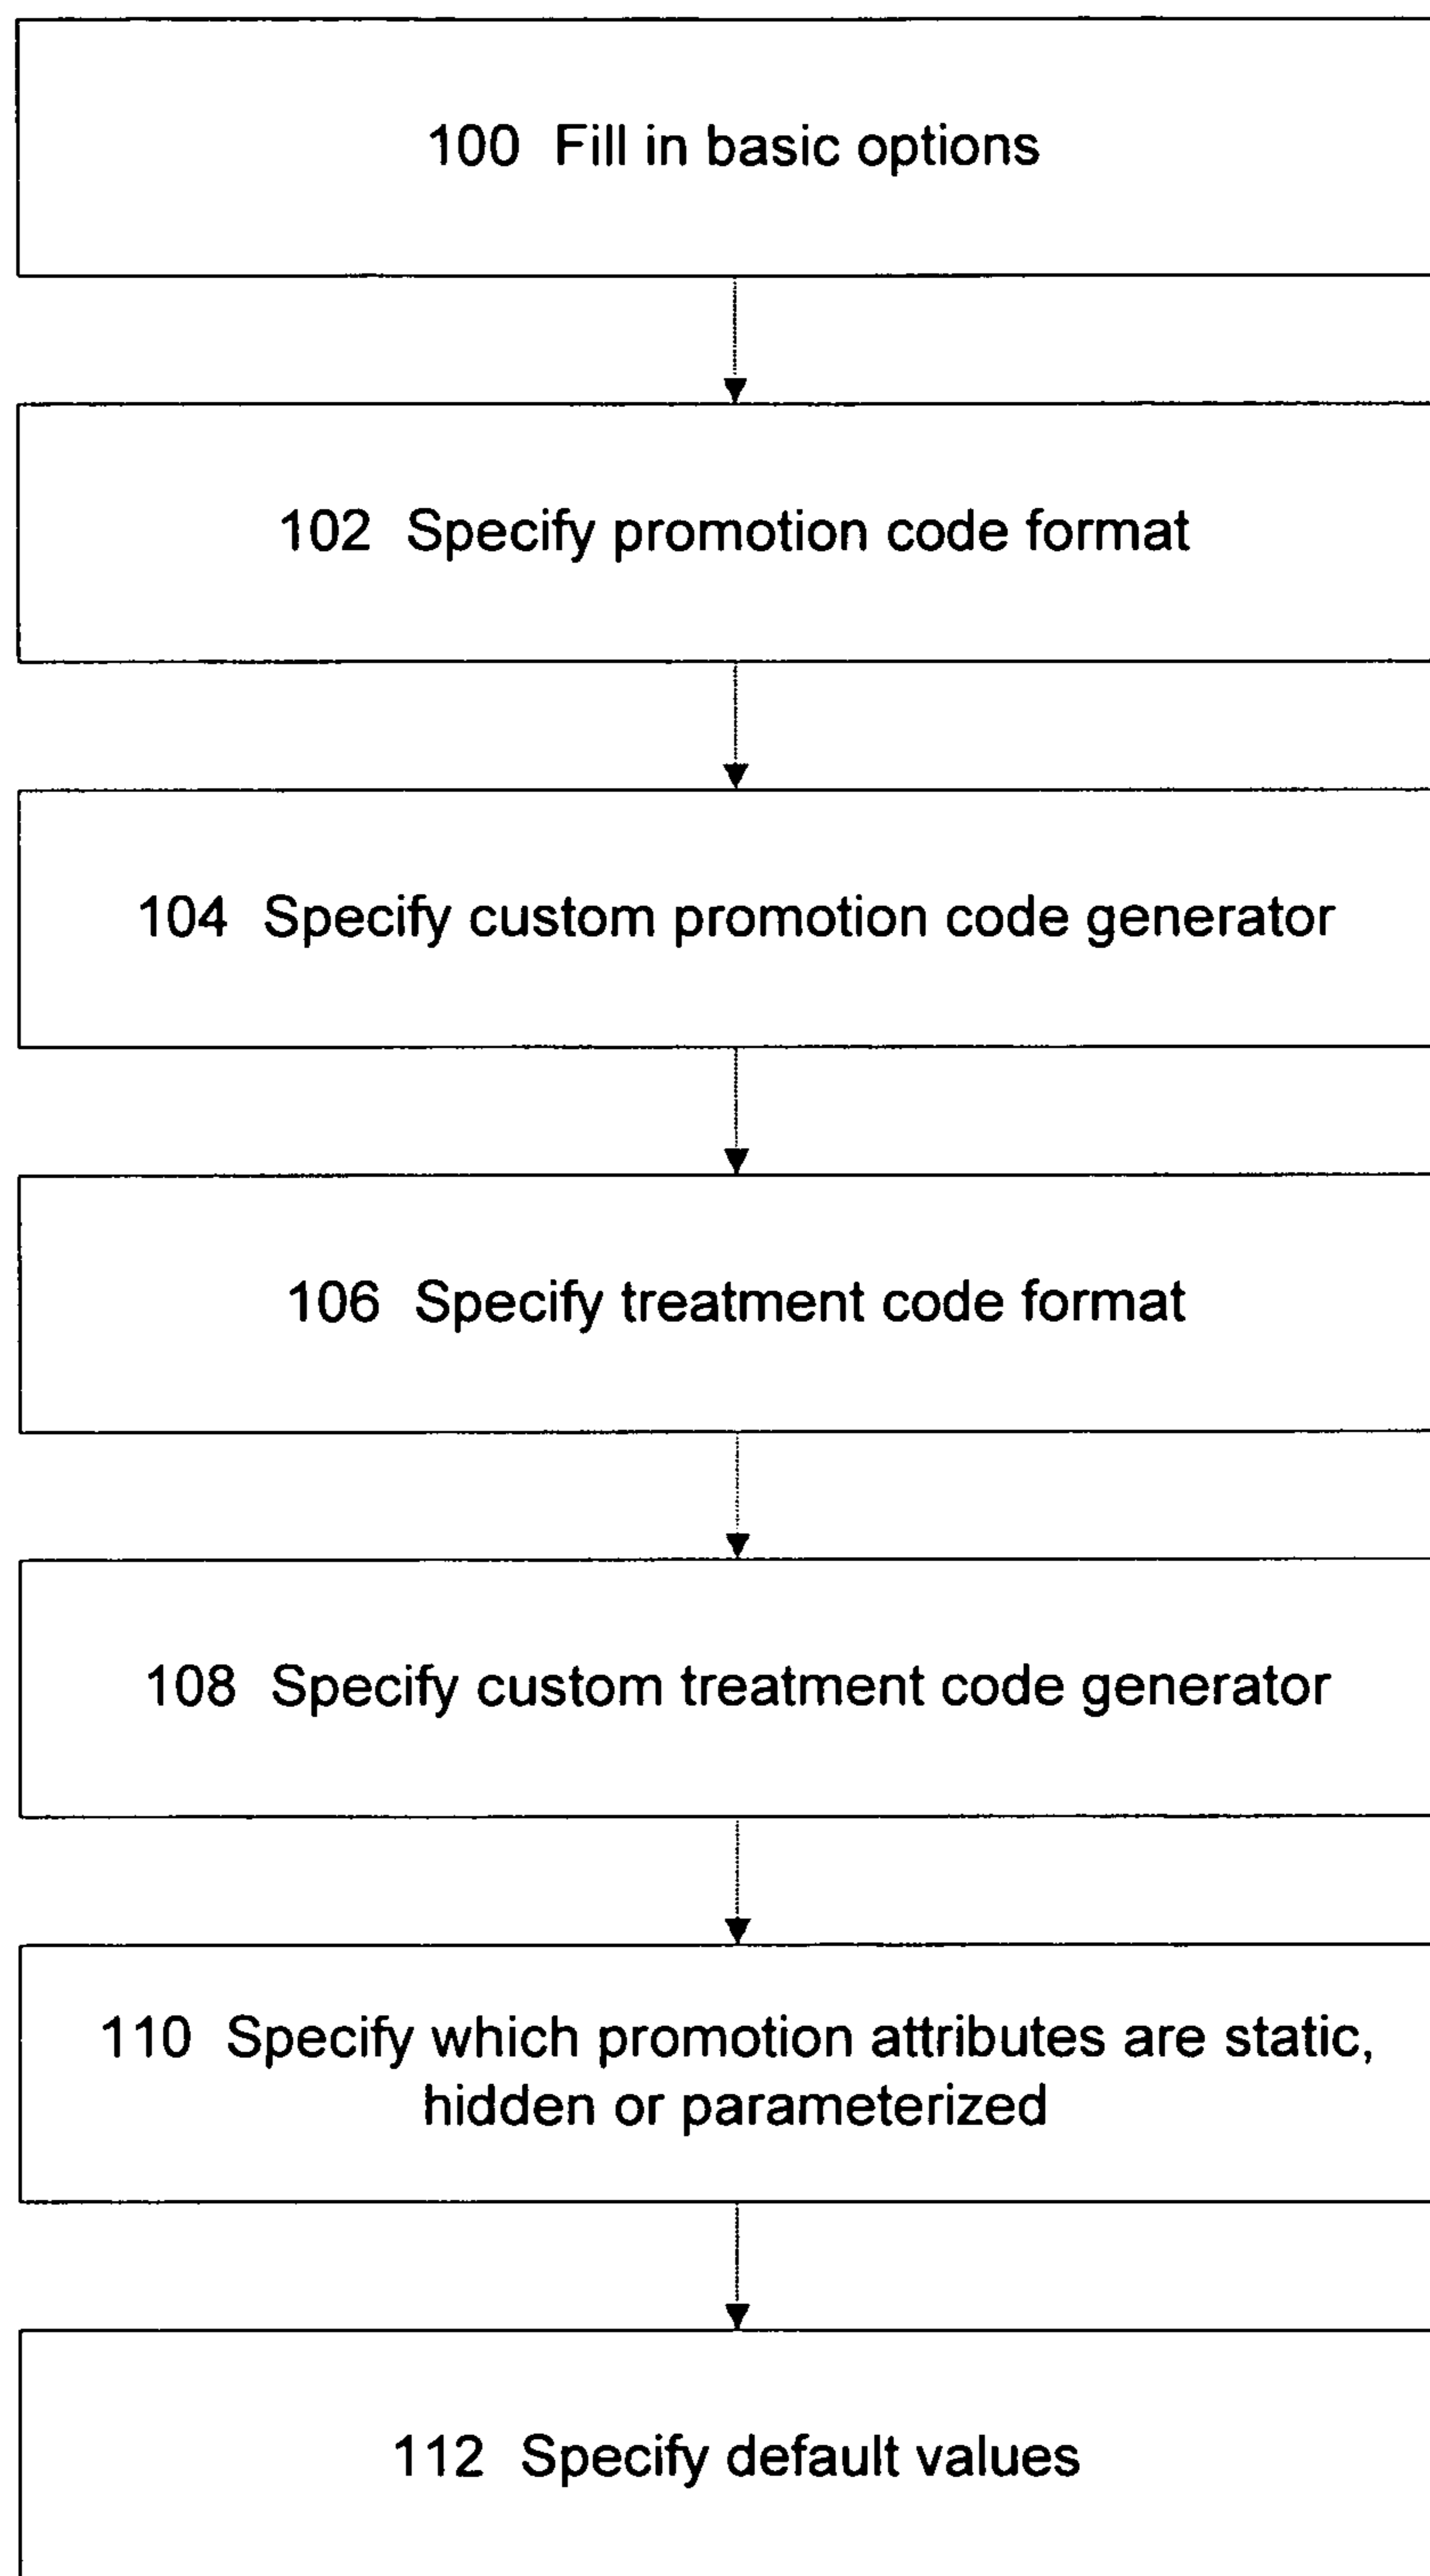 100 Fill in basic options
102 Specify promotion code format
104 Specify custom promotion code generator
106 Specify treatment code format
108 Specify custom treatment code generator
110 Specify which promotion attributes are static,
hidden or parameterized
112 Specify default values